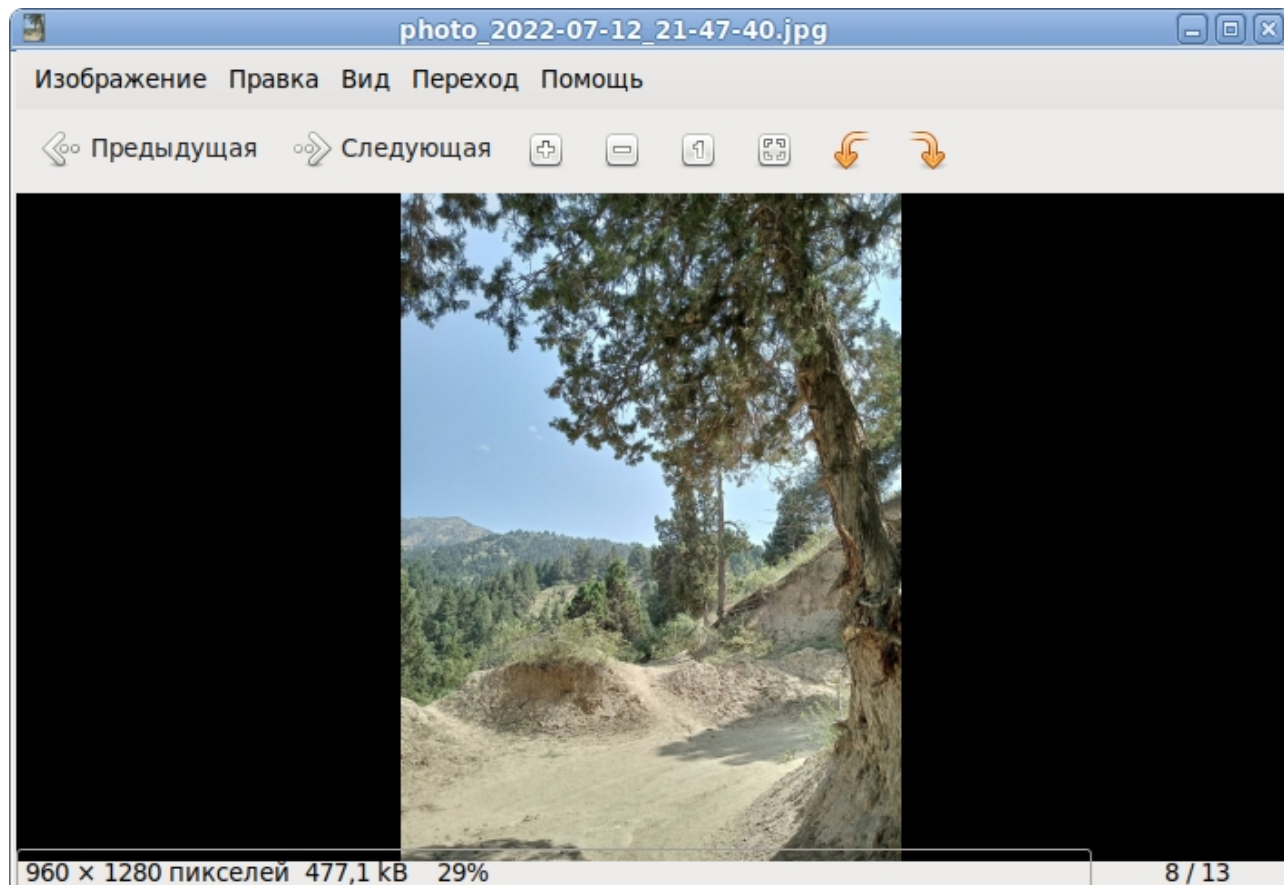 photo_2022-07-12_21-47-40.jpg
Изображение Правка Вид Переход Помощь
Предыдущая Следующая
960 × 1280 пикселей 477,1 kB 29% 8 / 13